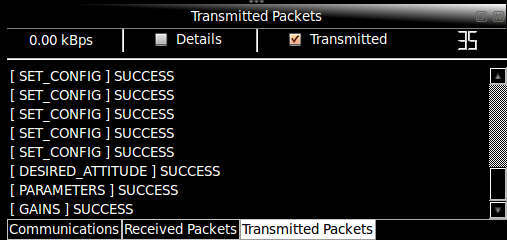 Transmitted Packets
0.00 kBps Details Transmitted 35
[ SET_CONFIG ] SUCCESS
[ SET_CONFIG ] SUCCESS
[ SET_CONFIG ] SUCCESS
[ SET_CONFIG ] SUCCESS
[ SET_CONFIG ] SUCCESS
[ DESIRED_ATTITUDE ] SUCCESS
[ PARAMETERS ] SUCCESS
[ GAINS ] SUCCESS
Communications Received Packets Transmitted Packets